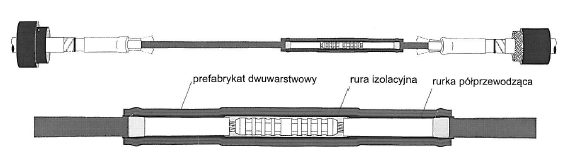 prefabrykat dwuwarstwowy
rura izolacyjna
rurka półprzewodząca